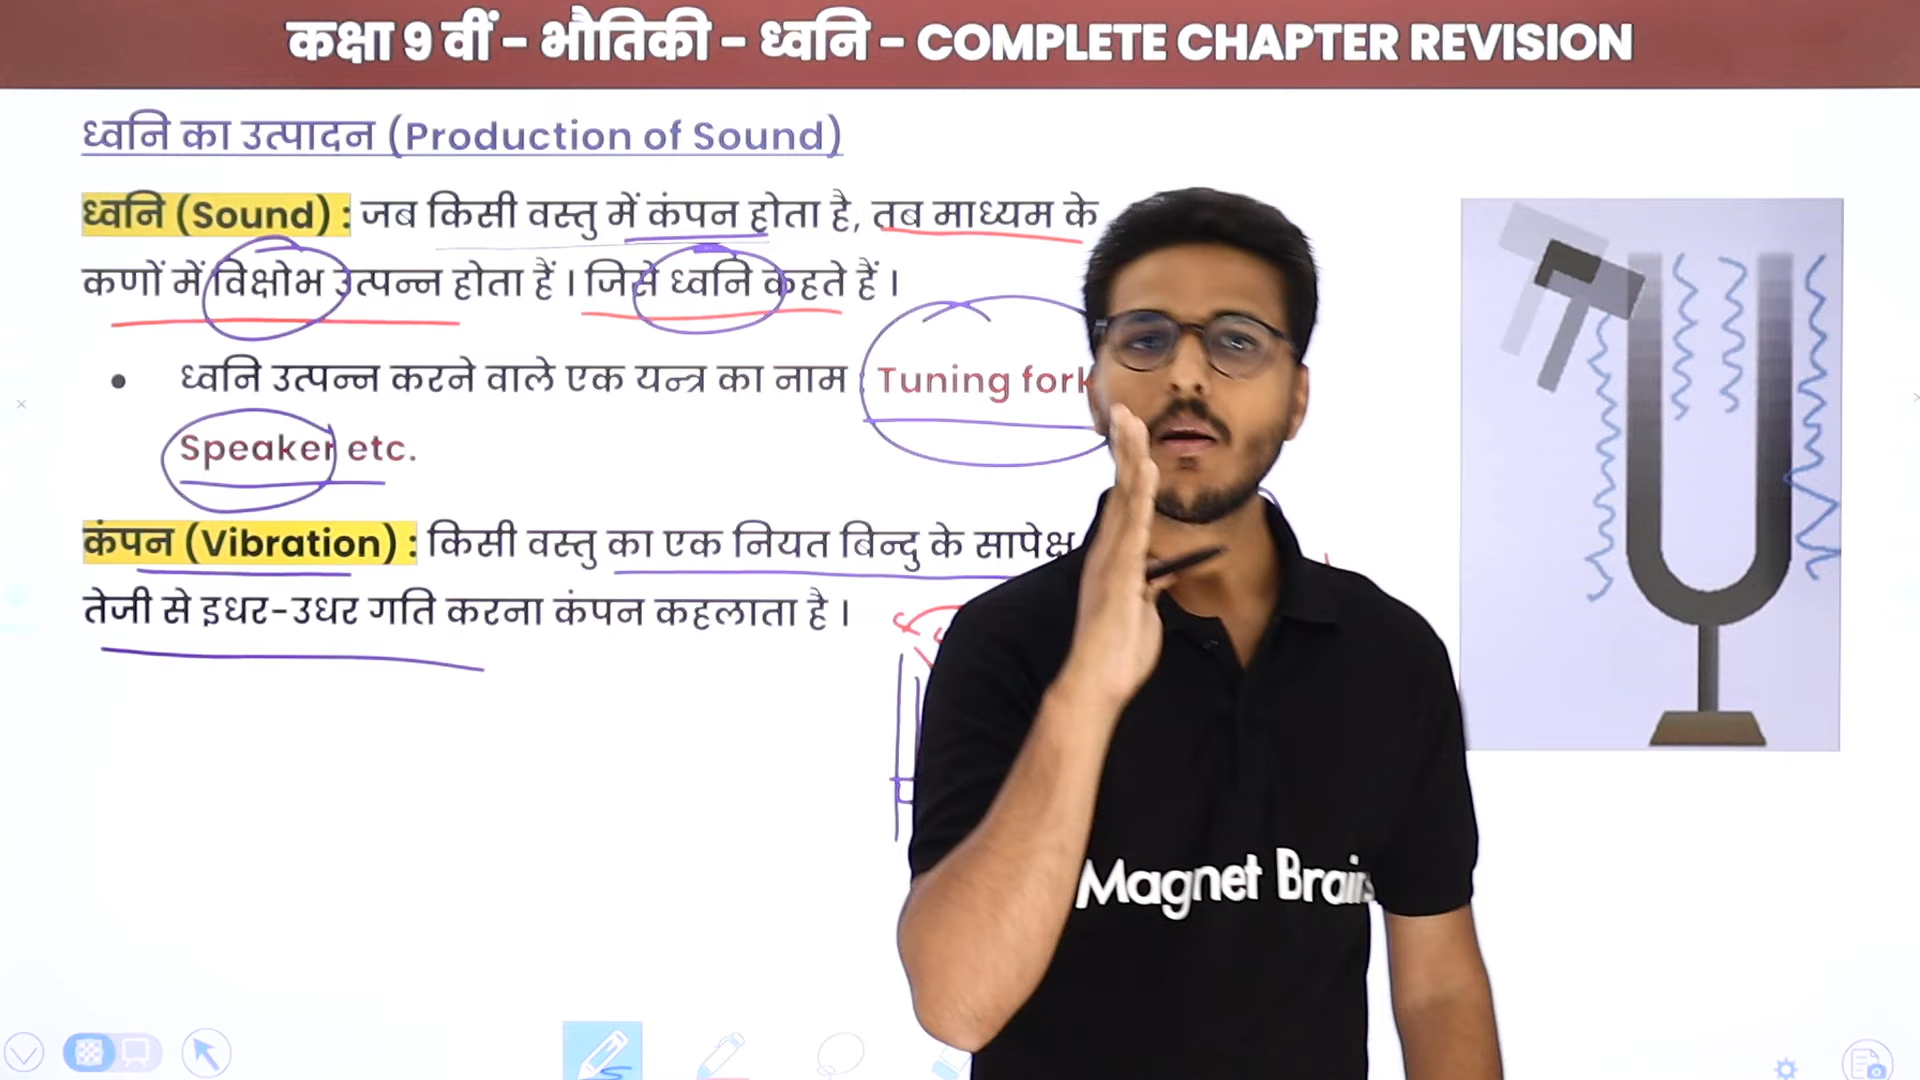 कक्षा 9 वीं - भौतिकी - ध्वनि - COMPLETE CHAPTER REVISION
ध्वनि का उत्पादन (Production of Sound)
ध्वनि (Sound) : जब किसी वस्तु में कंपन होता है, तब माध्यम के
कणों में विक्षोभ उत्पन्न होता हैं । जिसे ध्वनि कहते हैं ।
• ध्वनि उत्पन्न करने वाले एक यन्त्र का नाम : Tuning fork
Speaker etc.
कंपन (Vibration) : किसी वस्तु का एक नियत बिन्दु के सापेक्ष
तेजी से इधर-उधर गति करना कंपन कहलाता है ।
Magnet Brains